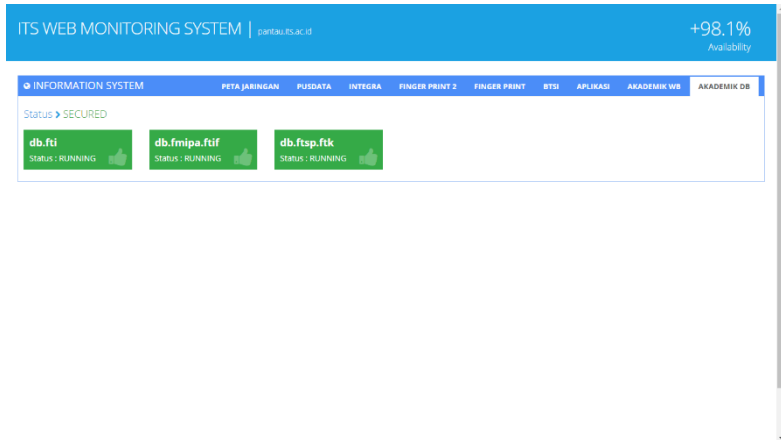 ITS WEB MONITORING SYSTEM | pantau.its.ac.id
+98.1%
Availability
INFORMATION SYSTEM
PETA JARINGAN PUSDATA INTEGRA FINGER PRINT 2 FINGER PRINT BTSI APLIKASI AKADEMIK WB AKADEMIK DB
Status > SECURED
db.fti
Status : RUNNING
db.fmipa.ftif
Status : RUNNING
db.ftsp.ftk
Status : RUNNING